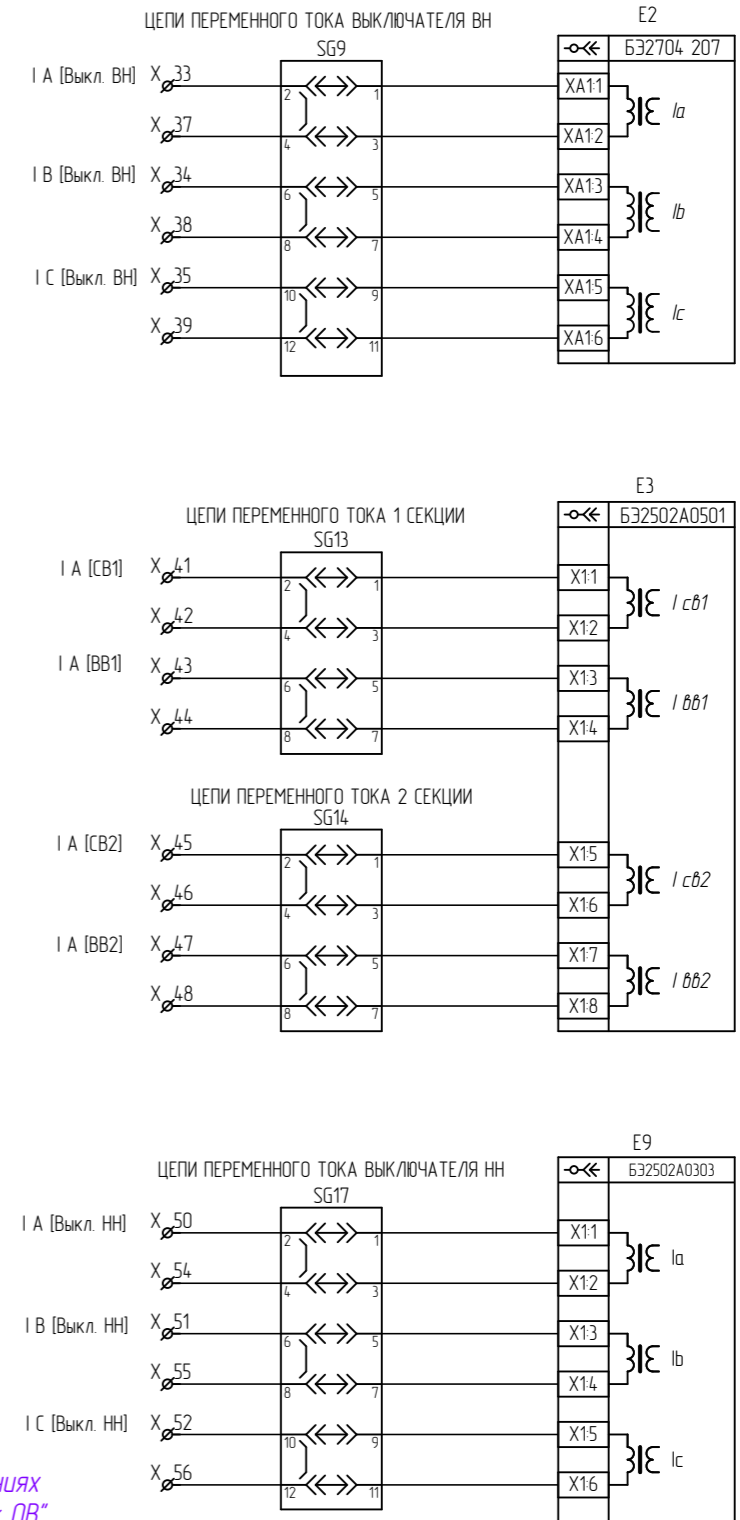 ЦЕПИ ПЕРЕМЕННОГО ТОКА ВЫКЛЮЧАТЕЛЯ ВН
E2
SG9
БЭ2704 207
I A [Выкл. ВН] X 33
2 1
XA1:1
Ia
X 37
4 3
XA1:2
I B [Выкл. ВН] X 34
6 5
XA1:3
Ib
X 38
8 7
XA1:4
I C [Выкл. ВН] X 35
10 9
XA1:5
Ic
X 39
12 11
XA1:6
E3
ЦЕПИ ПЕРЕМЕННОГО ТОКА 1 СЕКЦИИ
БЭ2502А0501
SG13
I A [СВ1] X 41
2 1
X1:1
I св1
X 42
4 3
X1:2
I A [ВВ1] X 43
6 5
X1:3
I вв1
X 44
8 7
X1:4
ЦЕПИ ПЕРЕМЕННОГО ТОКА 2 СЕКЦИИ
SG14
I A [СВ2] X 45
2 1
X1:5
I св2
X 46
4 3
X1:6
I A [ВВ2] X 47
6 5
X1:7
I вв2
X 48
8 7
X1:8
E9
ЦЕПИ ПЕРЕМЕННОГО ТОКА ВЫКЛЮЧАТЕЛЯ НН
БЭ2502А0303
SG17
I A [Выкл. НН] X 50
2 1
X1:1
Ia
X 54
4 3
X1:2
I B [Выкл. НН] X 51
6 5
X1:3
Ib
X 55
8 7
X1:4
I C [Выкл. НН] X 52
10 9
X1:5
Ic
X 56
12 11
X1:6
ОВ"